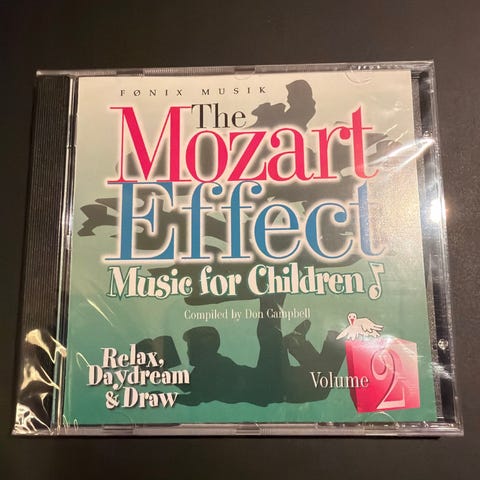 FØNIX MUSIK
The
Mozart
Effect
Music for Children
Compiled by Don Campbell
Relax,
Daydream
& Draw
Volume 2